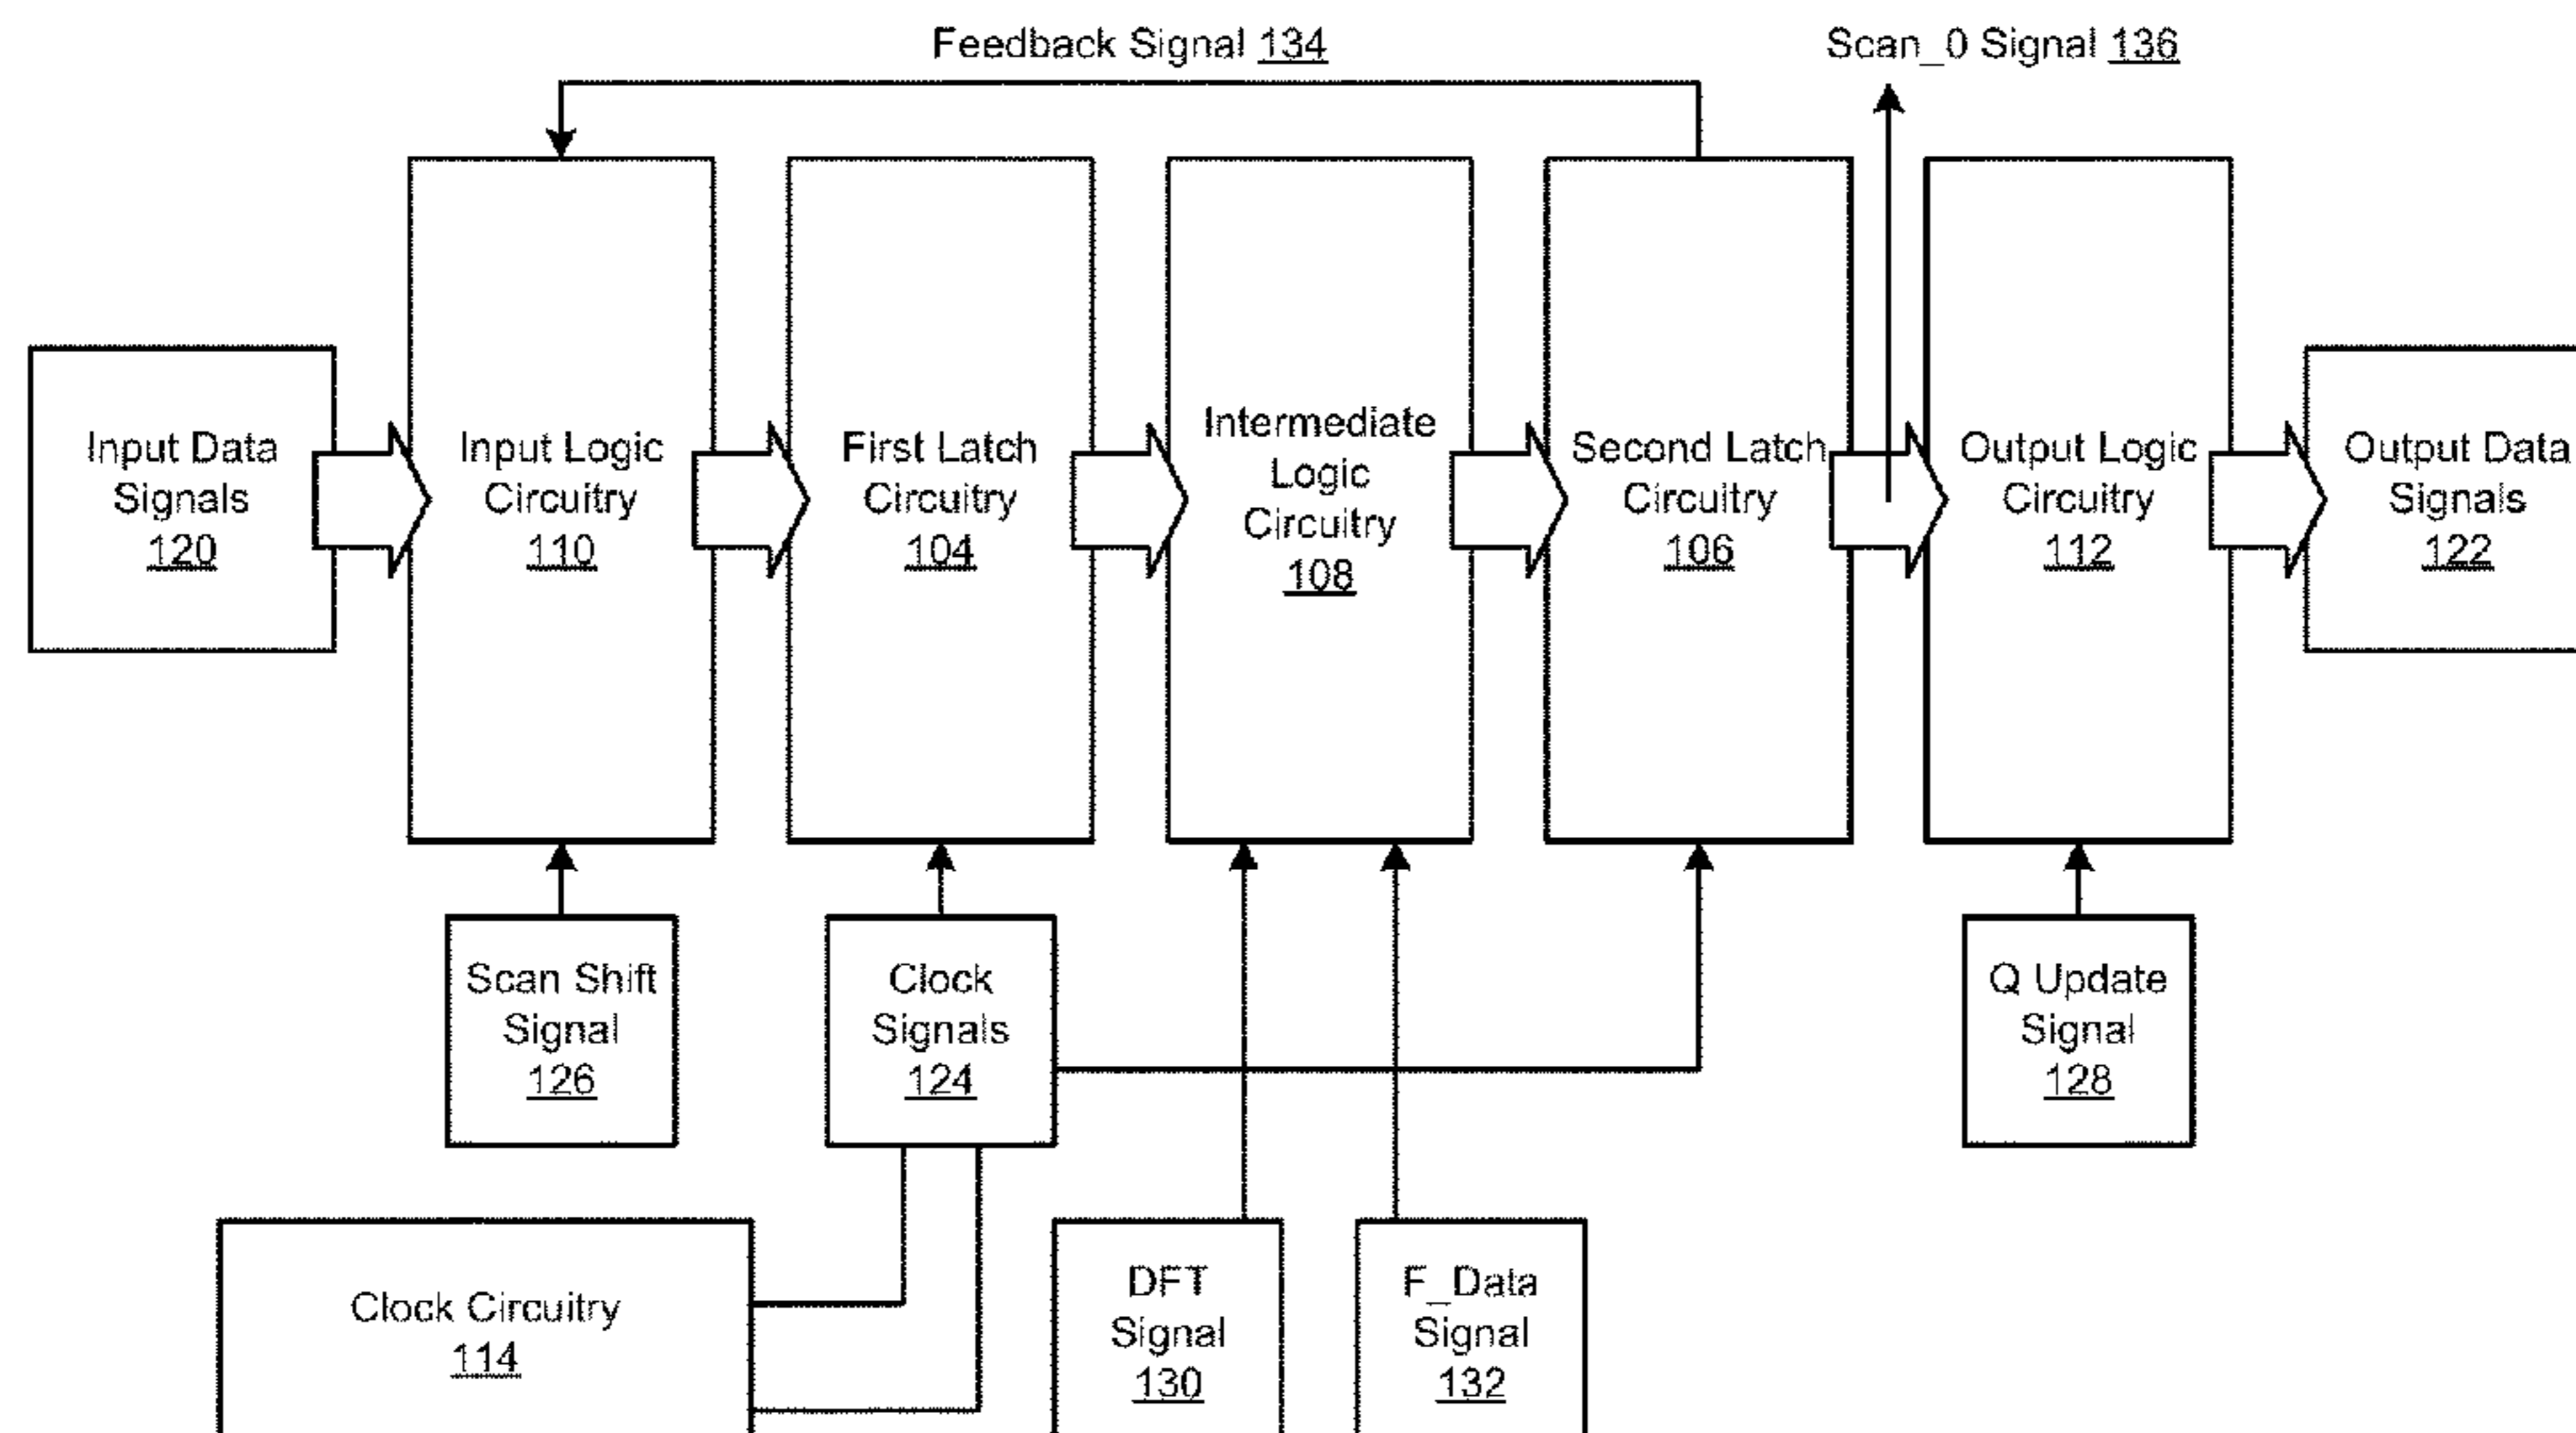 Feedback Signal 134
Scan_0 Signal 136
Input Data
Signals
120
Input Logic
Circuitry
110
First Latch
Circuitry
104
Intermediate
Logic
Circuitry
108
Second Latch
Circuitry
106
Output Logic
Circuitry
112
Output Data
Signals
122
Scan Shift
Signal
126
Clock
Signals
124
Q Update
Signal
128
Clock Circuitry
114
DFT
Signal
130
F_Data
Signal
132